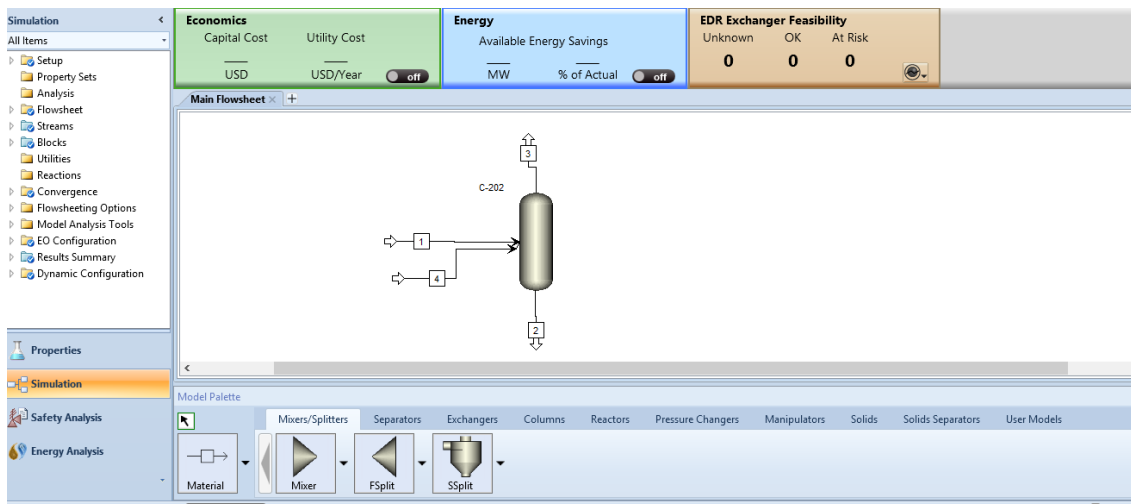 Simulation
All Items
Setup
Property Sets
Analysis
Flowsheet
Streams
Blocks
Utilities
Reactions
Convergence
Flowsheeting Options
Model Analysis Tools
EO Configuration
Results Summary
Dynamic Configuration
Properties
Simulation
Safety Analysis
Energy Analysis
Economics
Capital Cost Utility Cost
USD USD/Year off
Energy
Available Energy Savings
MW % of Actual off
EDR Exchanger Feasibility
Unknown OK At Risk
0 0 0
Main Flowsheet
3
C-202
1
4
2
Model Palette
Mixers/Splitters Separators Exchangers Columns Reactors Pressure Changers Manipulators Solids Solids Separators User Models
Material Mixer FSplit SSplit